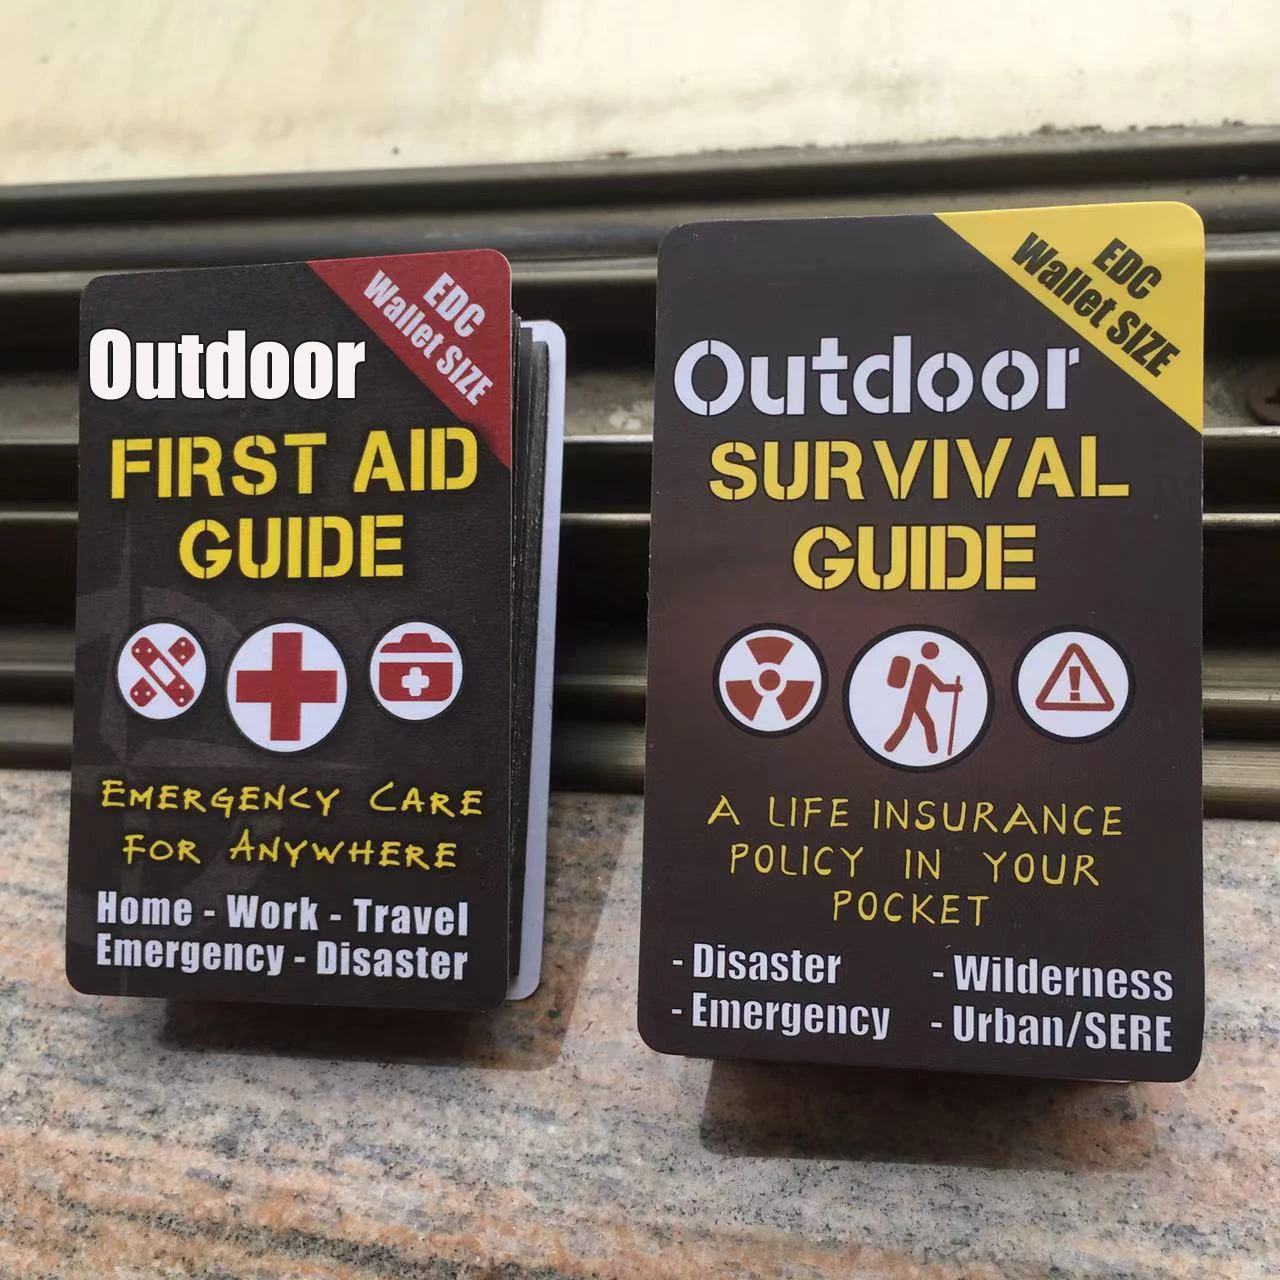 EDC
Wallet SIZE
Outdoor
FIRST AID
GUIDE
EMERGENCY CARE
FOR ANYWHERE
Home - Work - Travel
Emergency - Disaster
EDC
Wallet SIZE
Outdoor
SURVIVAL
GUIDE
A LIFE INSURANCE
POLICY IN YOUR
POCKET
- Disaster - Wilderness
- Emergency - Urban/SERE